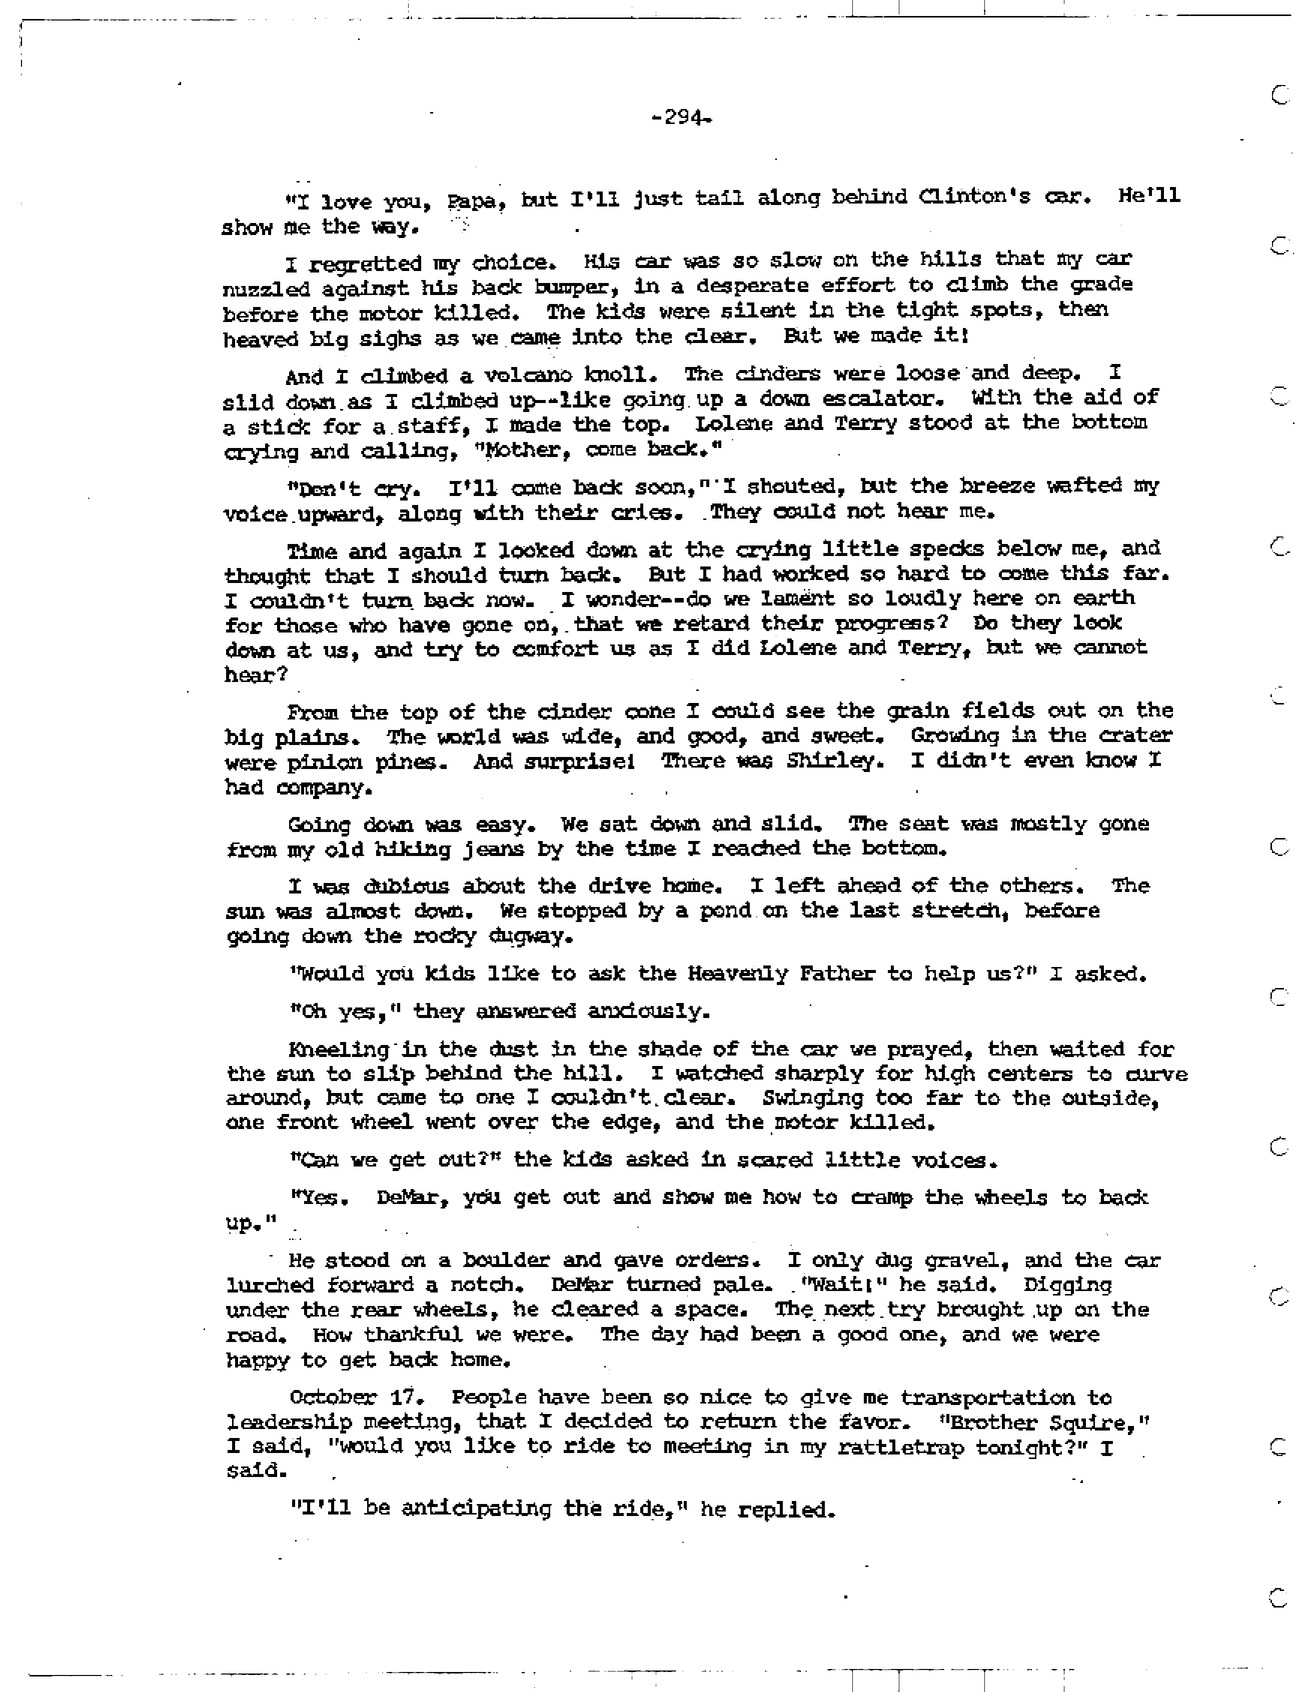 -294-
"I love you, Papa, but I'll just tail along behind Clinton's car. He'll
show me the way.
I regretted my choice. His car was so slow on the hills that my car
nuzzled against his back bumper, in a desperate effort to climb the grade
before the motor killed. The kids were silent in the tight spots, then
heaved big sighs as we came into the clear. But we made it!
And I climbed a volcano knoll. The cinders were loose and deep. I
slid down as I climbed up--like going up a down escalator. With the aid of
a stick for a staff, I made the top. Lolene and Terry stood at the bottom
crying and calling, "Mother, come back."
"Don't cry. I'll come back soon," I shouted, but the breeze wafted my
voice upward, along with their cries. They could not hear me.
Time and again I looked down at the crying little specks below me, and
thought that I should turn back. But I had worked so hard to come this far.
I couldn't turn back now. I wonder--do we lament so loudly here on earth
for those who have gone on, that we retard their progress? Do they look
down at us, and try to comfort us as I did Lolene and Terry, but we cannot
hear?
From the top of the cinder cone I could see the grain fields out on the
big plains. The world was wide, and good, and sweet. Growing in the crater
were pinion pines. And surprise! There was Shirley. I didn't even know I
had company.
Going down was easy. We sat down and slid. The seat was mostly gone
from my old hiking jeans by the time I reached the bottom.
I was dubious about the drive home. I left ahead of the others. The
sun was almost down. We stopped by a pond on the last stretch, before
going down the rocky dugway.
"Would you kids like to ask the Heavenly Father to help us?" I asked.
"Oh yes," they answered anxiously.
Kneeling in the dust in the shade of the car we prayed, then waited for
the sun to slip behind the hill. I watched sharply for high centers to curve
around, but came to one I couldn't clear. Swinging too far to the outside,
one front wheel went over the edge, and the motor killed.
"Can we get out?" the kids asked in scared little voices.
"Yes. DeMar, you get out and show me how to cramp the wheels to back
up."
He stood on a boulder and gave orders. I only dug gravel, and the car
lurched forward a notch. DeMar turned pale. "Wait!" he said. Digging
under the rear wheels, he cleared a space. The next try brought up on the
road. How thankful we were. The day had been a good one, and we were
happy to get back home.
October 17. People have been so nice to give me transportation to
leadership meeting, that I decided to return the favor. "Brother Squire,"
I said, "would you like to ride to meeting in my rattletrap tonight?" I
said.
"I'll be anticipating the ride," he replied.